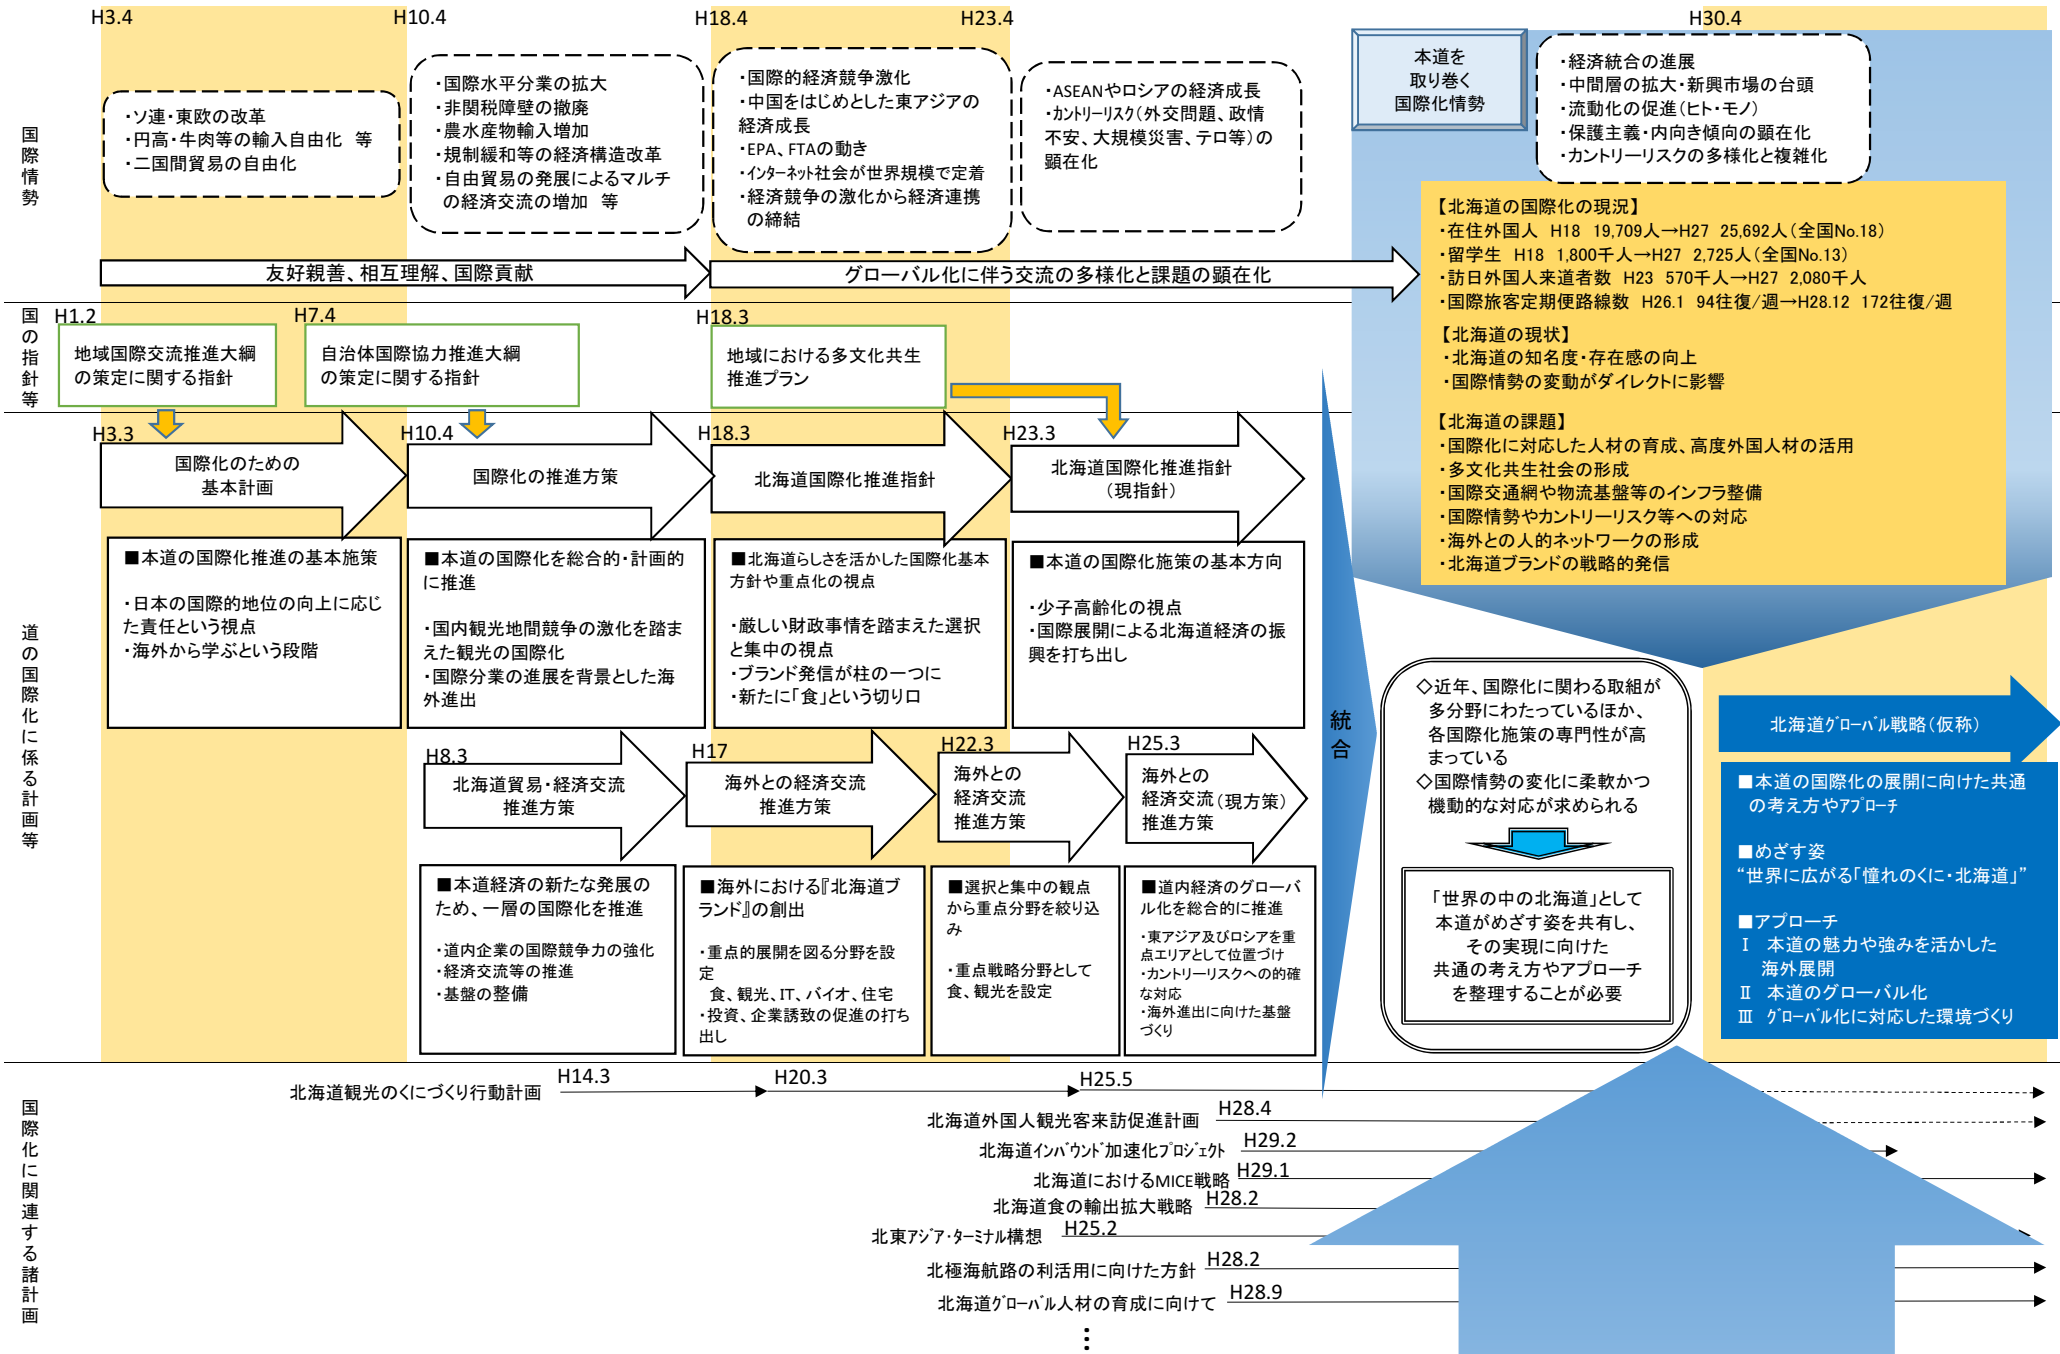 H3.4
H10.4
H18.4
H23.4
H30.4
国際情勢
・ソ連・東欧の改革
・円高・牛肉等の輸入自由化 等
・二国間貿易の自由化
・国際水平分業の拡大
・非関税障壁の撤廃
・農水産物輸入増加
・規制緩和等の経済構造改革
・自由貿易の発展によるマルチ
の経済交流の増加 等
・国際的経済競争激化
・中国をはじめとした東アジアの
経済成長
・EPA、FTAの動き
・インターネット社会が世界規模で定着
・経済競争の激化から経済連携
の締結
・ASEANやロシアの経済成長
・カントリーリスク(外交問題、政情
不安、大規模災害、テロ等)の
顕在化
本道を
取り巻く
国際化情勢
・経済統合の進展
・中間層の拡大・新興市場の台頭
・流動化の促進(ヒト・モノ)
・保護主義・内向き傾向の顕在化
・カントリーリスクの多様化と複雑化
友好親善、相互理解、国際貢献
グローバル化に伴う交流の多様化と課題の顕在化
【北海道の国際化の現況】
・在住外国人 H18 19,709人→H27 25,692人(全国No.18)
・留学生 H18 1,800千人→H27 2,725人(全国No.13)
・訪日外国人来道者数 H23 570千人→H27 2,080千人
・国際旅客定期便路線数 H26.1 94往復/週→H28.12 172往復/週
【北海道の現状】
・北海道の知名度・存在感の向上
・国際情勢の変動がダイレクトに影響
【北海道の課題】
・国際化に対応した人材の育成、高度外国人材の活用
・多文化共生社会の形成
・国際交通網や物流基盤等のインフラ整備
・国際情勢やカントリーリスク等への対応
・海外との人的ネットワークの形成
・北海道ブランドの戦略的発信
国の指針等
H1.2
地域国際交流推進大綱
の策定に関する指針
H7.4
自治体国際協力推進大綱
の策定に関する指針
H18.3
地域における多文化共生
推進プラン
道の国際化に係る計画等
H3.3
国際化のための
基本計画
H10.4
国際化の推進方策
H18.3
北海道国際化推進指針
H23.3
北海道国際化推進指針
(現指針)
■本道の国際化推進の基本施策
・日本の国際的地位の向上に応じ
た責任という視点
・海外から学ぶという段階
■本道の国際化を総合的・計画的
に推進
・国内観光地間競争の激化を踏ま
えた観光の国際化
・国際分業の進展を背景とした海
外進出
■北海道らしさを活かした国際化基本
方針や重点化の視点
・厳しい財政事情を踏まえた選択
と集中の視点
・ブランド発信が柱の一つに
・新たに「食」という切り口
■本道の国際化施策の基本方向
・少子高齢化の視点
・国際展開による北海道経済の振
興を打ち出し
H8.3
北海道貿易・経済交流
推進方策
H17
海外との経済交流
推進方策
H22.3
海外との
経済交流
推進方策
H25.3
海外との
経済交流(現方策)
推進方策
■本道経済の新たな発展の
ため、一層の国際化を推進
・道内企業の国際競争力の強化
・経済交流等の推進
・基盤の整備
■海外における『北海道ブ
ランド』の創出
・重点的展開を図る分野を設
定
食、観光、IT、バイオ、住宅
・投資、企業誘致の促進の打ち
出し
■選択と集中の観点
から重点分野を絞り込
み
・重点戦略分野として
食、観光を設定
■道内経済のグローバ
ル化を総合的に推進
・東アジア及びロシアを重
点エリアとして位置づけ
・カントリーリスクへの的確
な対応
・海外進出に向けた基盤
づくり
統合
◇近年、国際化に関わる取組が
多分野にわたっているほか、
各国際化施策の専門性が高
まっている
◇国際情勢の変化に柔軟かつ
機動的な対応が求められる
「世界の中の北海道」として
本道がめざす姿を共有し、
その実現に向けた
共通の考え方やアプローチ
を整理することが必要
北海道グローバル戦略(仮称)
■本道の国際化の展開に向けた共通
の考え方やアプローチ
■めざす姿
“世界に広がる「憧れのくに・北海道」”
■アプローチ
Ⅰ 本道の魅力や強みを活かした
海外展開
Ⅱ 本道のグローバル化
Ⅲ グローバル化に対応した環境づくり
国際化に関連する諸計画
北海道観光のくにづくり行動計画 H14.3 H20.3 H25.5
北海道外国人観光客来訪促進計画 H28.4
北海道インバウンド加速化プロジェクト H29.2
北海道におけるMICE戦略 H29.1
北海道食の輸出拡大戦略 H28.2
北東アジア・ターミナル構想 H25.2
北極海航路の利活用に向けた方針 H28.2
北海道グローバル人材の育成に向けて H28.9
⋮